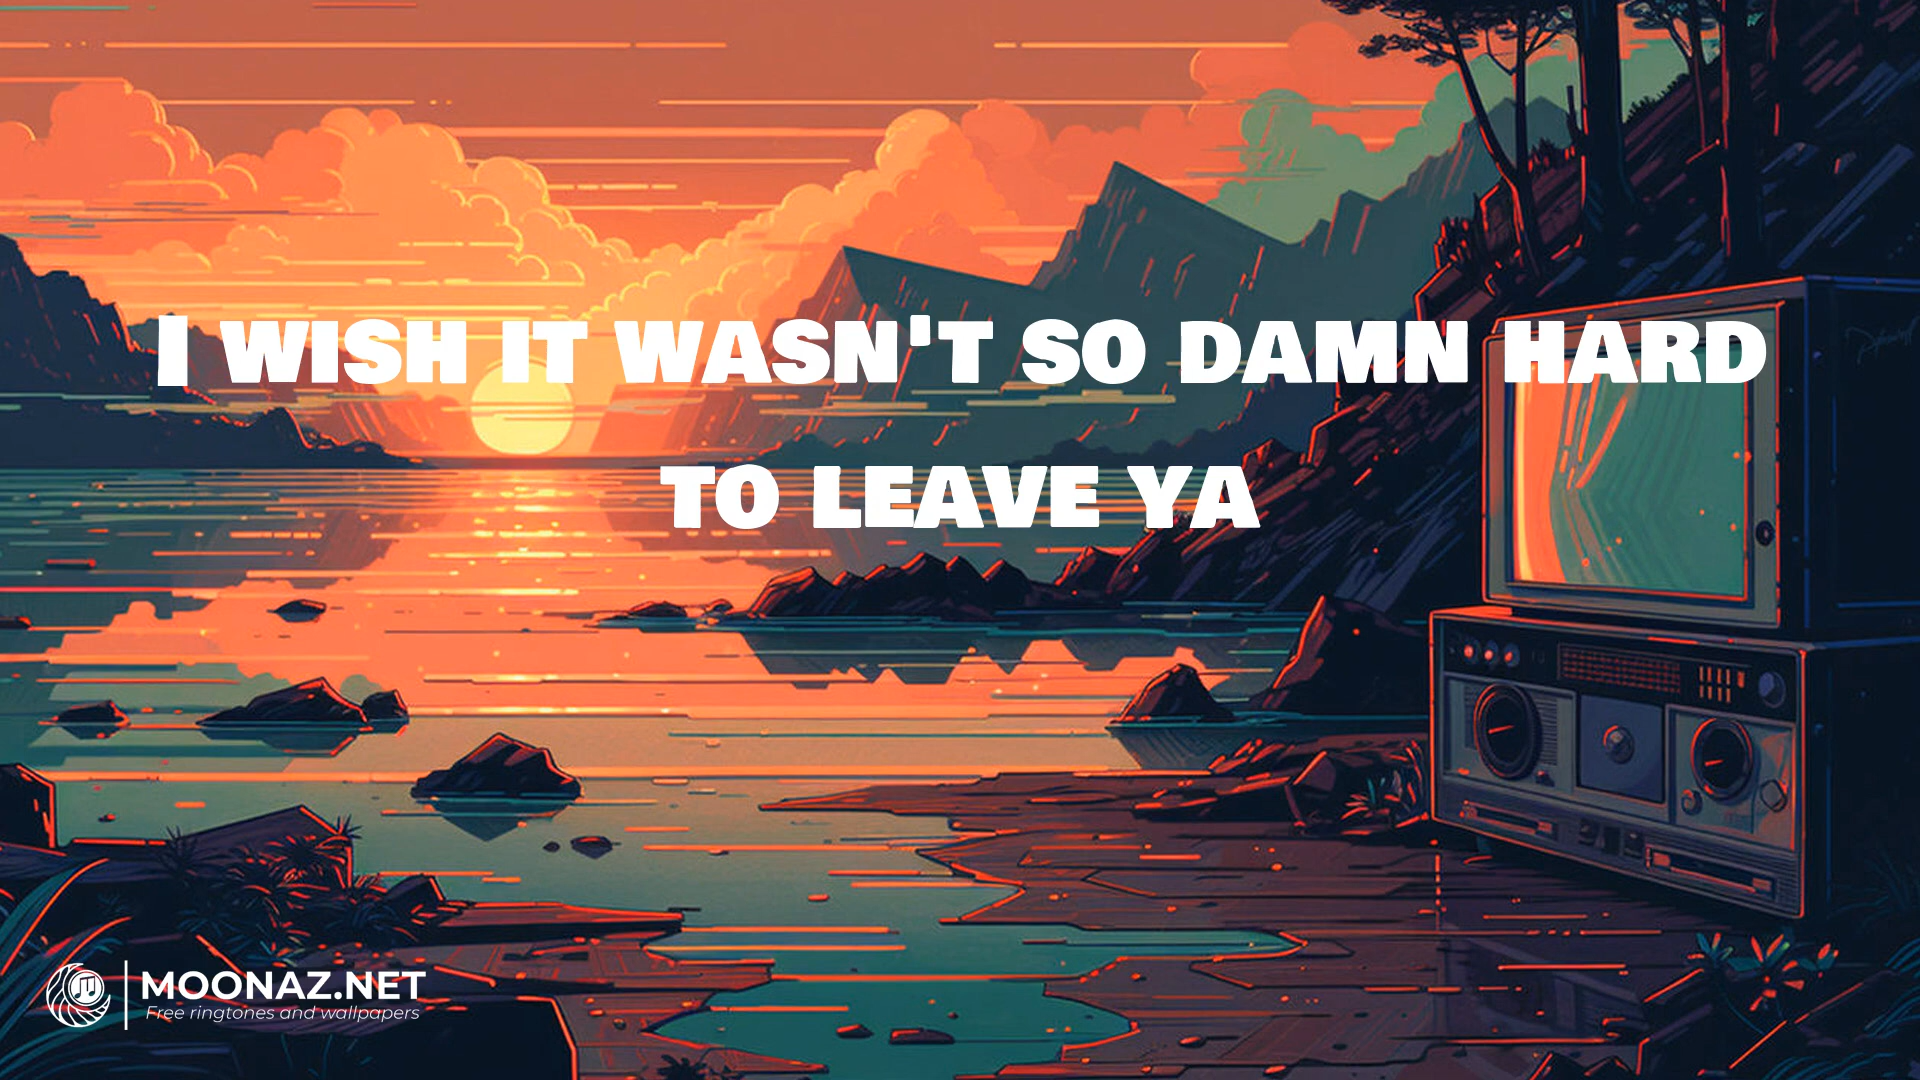 I WISH IT WASN'T SO DAMN HARD
TO LEAVE YA
MOONAZ.NET
Free ringtones and wallpapers